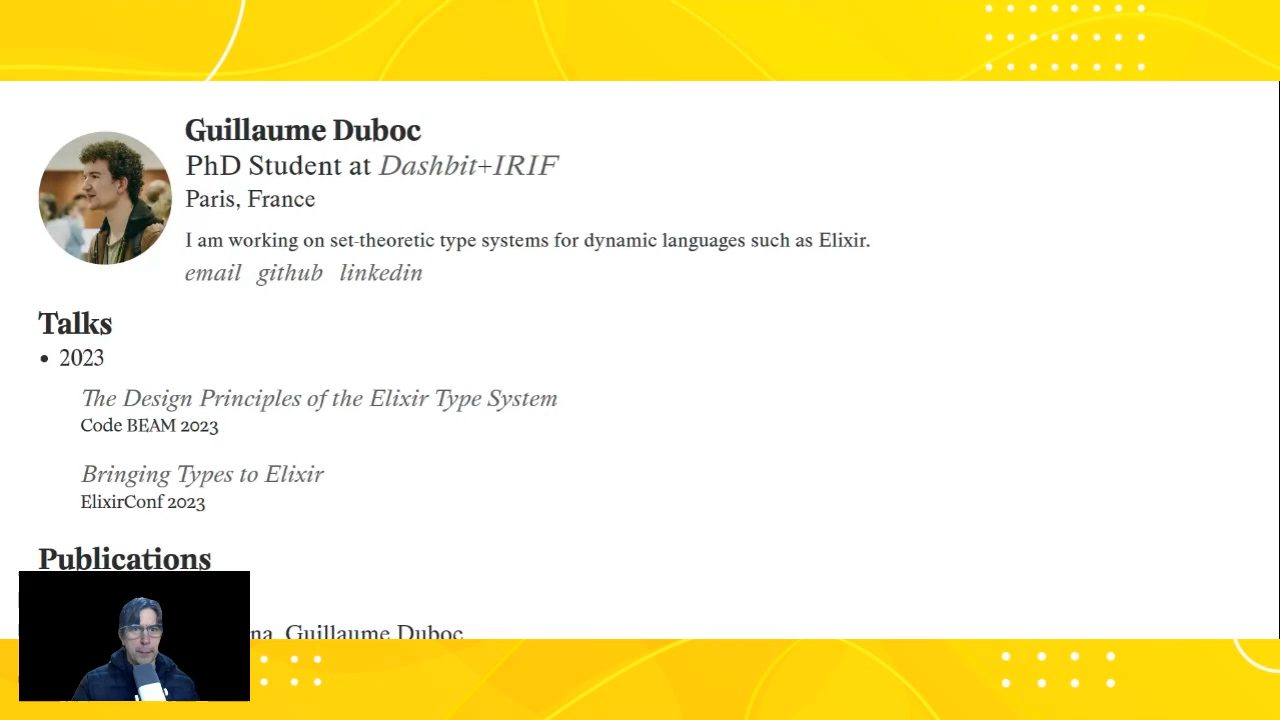 Guillaume Duboc
PhD Student at Dashbit+IRIF
Paris, France
I am working on set-theoretic type systems for dynamic languages such as Elixir.
email github linkedin
Talks
• 2023
The Design Principles of the Elixir Type System
Code BEAM 2023
Bringing Types to Elixir
ElixirConf 2023
Publications
Guillaume Duboc